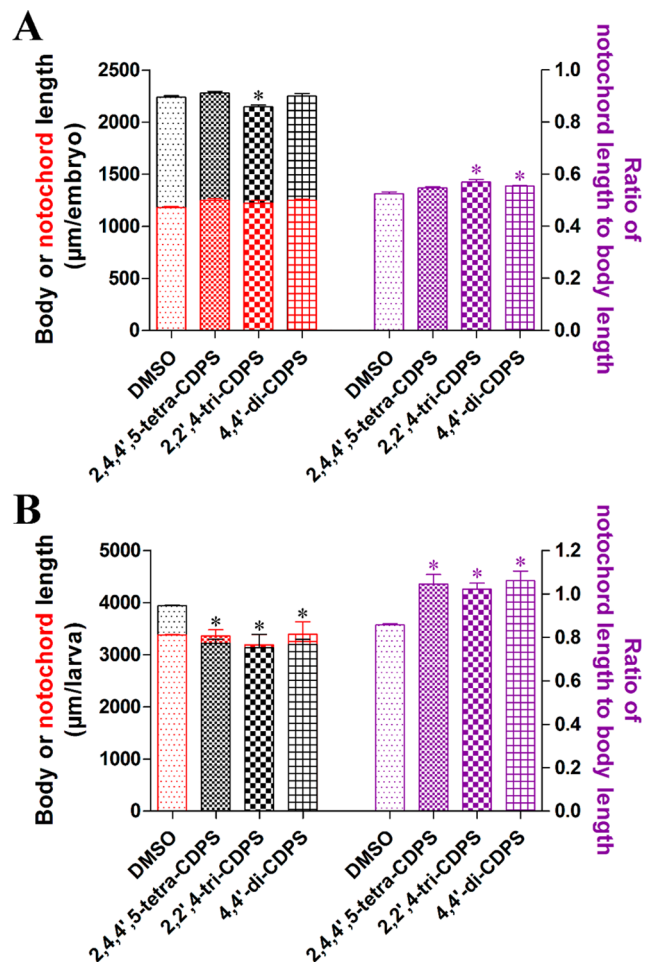 A
Body or notochord length
(µm/embryo)
2500
2000
1500
1000
500
0
*
* *
1.0
0.8
0.6
0.4
0.2
0.0
Ratio of
notochord length to body length
DMSO
2,4,4',5-tetra-CDPS
2,2',4-tri-CDPS
4,4'-di-CDPS
DMSO
2,4,4',5-tetra-CDPS
2,2',4-tri-CDPS
4,4'-di-CDPS
B
Body or notochord length
(µm/larva)
5000
4000
3000
2000
1000
0
* * *
* * *
1.2
1.0
0.8
0.6
0.4
0.2
0.0
Ratio of
notochord length to body length
DMSO
2,4,4',5-tetra-CDPS
2,2',4-tri-CDPS
4,4'-di-CDPS
DMSO
2,4,4',5-tetra-CDPS
2,2',4-tri-CDPS
4,4'-di-CDPS